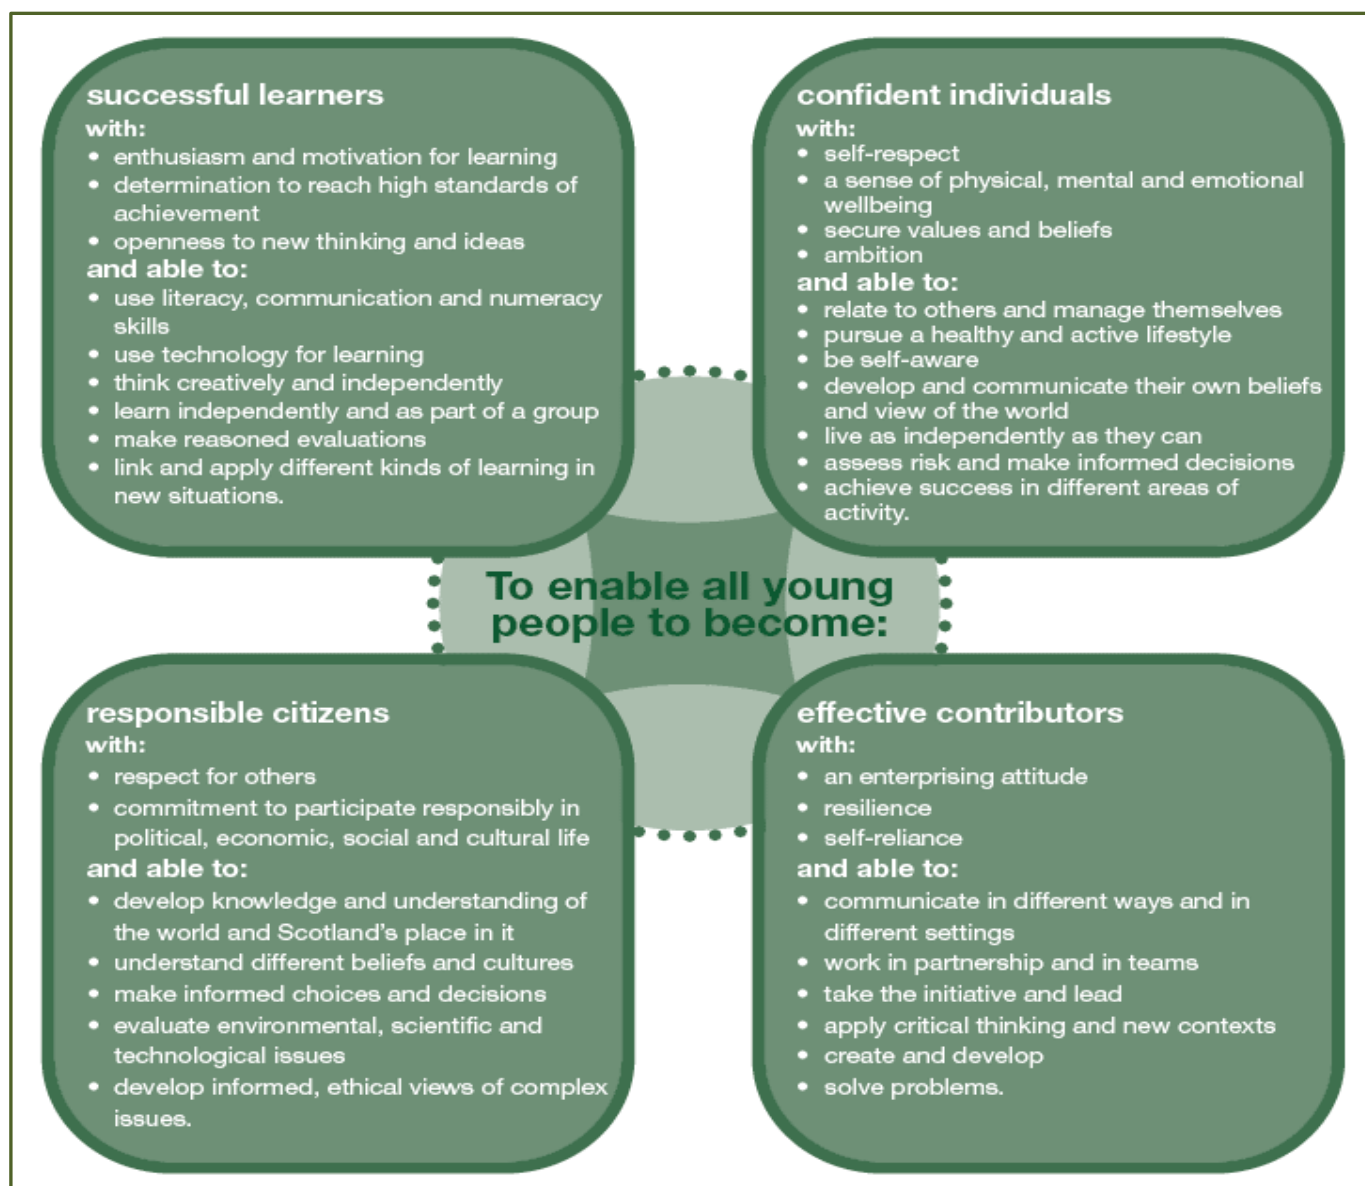 successful learners
with:
• enthusiasm and motivation for learning
• determination to reach high standards of
achievement
• openness to new thinking and ideas
and able to:
• use literacy, communication and numeracy
skills
• use technology for learning
• think creatively and independently
• learn independently and as part of a group
• make reasoned evaluations
• link and apply different kinds of learning in
new situations.
confident individuals
with:
• self-respect
• a sense of physical, mental and emotional
wellbeing
• secure values and beliefs
• ambition
and able to:
• relate to others and manage themselves
• pursue a healthy and active lifestyle
• be self-aware
• develop and communicate their own beliefs
and view of the world
• live as independently as they can
• assess risk and make informed decisions
• achieve success in different areas of
activity.
To enable all young
people to become:
responsible citizens
with:
• respect for others
• commitment to participate responsibly in
political, economic, social and cultural life
and able to:
• develop knowledge and understanding of
the world and Scotland's place in it
• understand different beliefs and cultures
• make informed choices and decisions
• evaluate environmental, scientific and
technological issues
• develop informed, ethical views of complex
issues.
effective contributors
with:
• an enterprising attitude
• resilience
• self-reliance
and able to:
• communicate in different ways and in
different settings
• work in partnership and in teams
• take the initiative and lead
• apply critical thinking and new contexts
• create and develop
• solve problems.